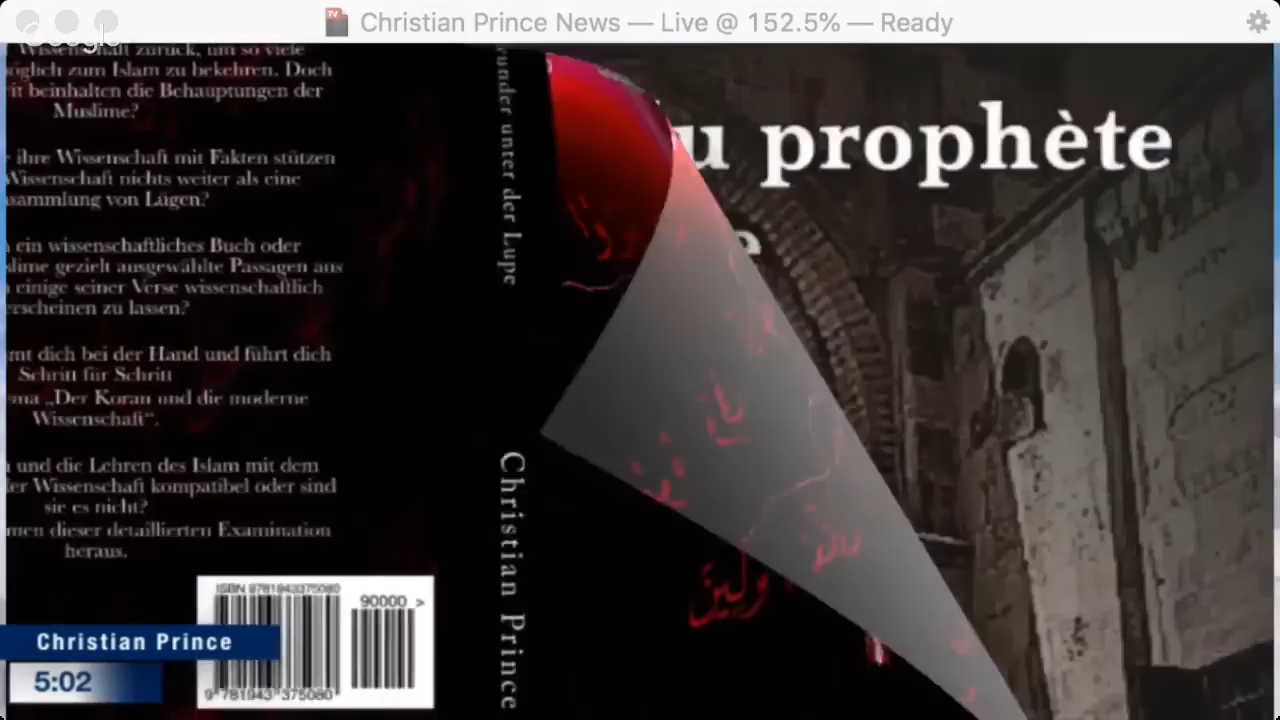 Christian Prince News — Live @ 152.5% — Ready
Google
Wissenschaft zurück, um so viele
öglich zum Islam zu bekehren. Doch
it beinhalten die Behauptungen der
Muslime?
ihre Wissenschaft mit Fakten stützen
Wissenschaft nichts weiter als eine
sammlung von Lügen?
ein wissenschaftliches Buch oder
slime gezielt ausgewählte Passagen aus
einige seiner Verse wissenschaftlich
erscheinen zu lassen?
mt dich bei der Hand und führt dich
Schritt für Schritt
ma „Der Koran und die moderne
Wissenschaft“.
und die Lehren des Islam mit dem
er Wissenschaft kompatibel oder sind
sie es nicht?
men dieser detaillierten Examination
heraus.
ISBN 9781943375080
90000 >
9 781943 375080
Christian Prince
5:02
under unter der Lupe
Christian Prince
u prophète
e